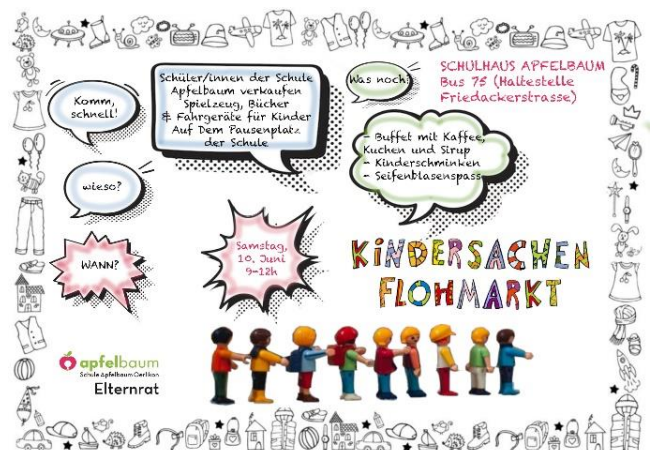 Komm,
schnell!
Schüler/innen der Schule
Apfelbaum verkaufen
Spielzeug, Bücher
& Fahrgeräte für Kinder
Auf Dem Pausenplatz
der Schule
Was noch?
SCHULHAUS APFELBAUM
Bus 75 (Haltestelle
Friedackerstrasse)
wieso?
- Buffet mit Kaffee,
Kuchen und Sirup
- Kinderschminken
- Seifenblasenspass
WANN?
Samstag,
10. Juni
9-12h
KINDERSACHEN
FLOHMARKT
apfelbaum
Schule Apfelbaum Oerlikon
Elternrat